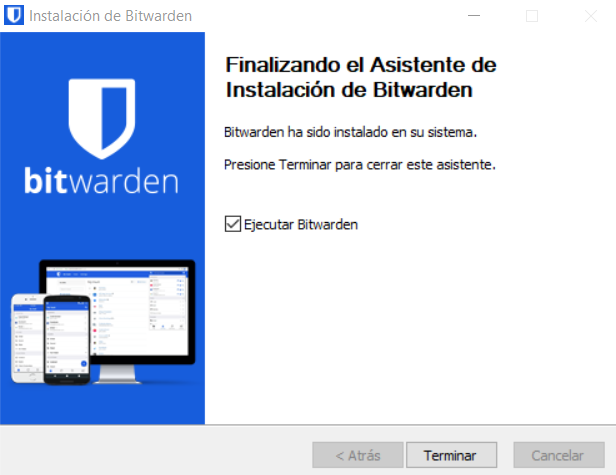 Instalación de Bitwarden
Finalizando el Asistente de
Instalación de Bitwarden
Bitwarden ha sido instalado en su sistema.
Presione Terminar para cerrar este asistente.
Ejecutar Bitwarden
bitwarden
< Atrás
Terminar
Cancelar